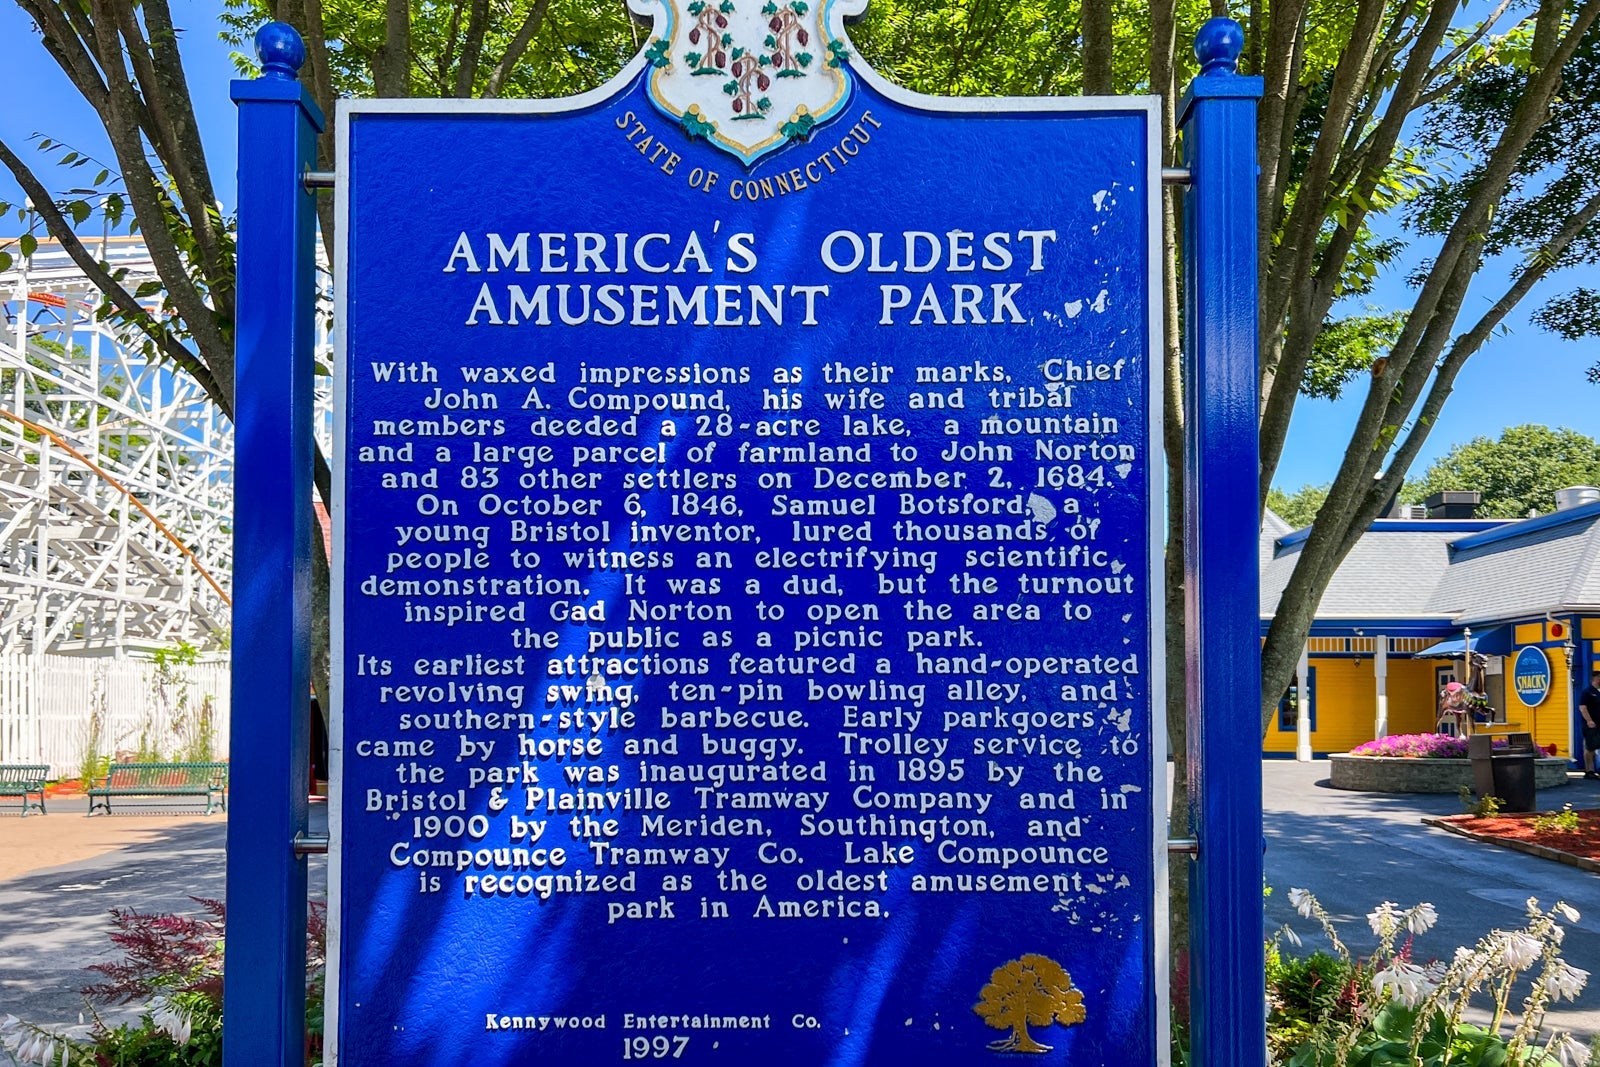 STATE OF CONNECTICUT
AMERICA'S OLDEST
AMUSEMENT PARK
With waxed impressions as their marks, Chief
John A. Compound, his wife and tribal
members deeded a 28-acre lake, a mountain
and a large parcel of farmland to John Norton
and 83 other settlers on December 2, 1684.
On October 6, 1846, Samuel Botsford, a
young Bristol inventor, lured thousands of
people to witness an electrifying scientific
demonstration. It was a dud, but the turnout
inspired Gad Norton to open the area to
the public as a picnic park.
Its earliest attractions featured a hand-operated
revolving swing, ten-pin bowling alley, and
southern-style barbecue. Early parkgoers
came by horse and buggy. Trolley service to
the park was inaugurated in 1895 by the
Bristol & Plainville Tramway Company and in
1900 by the Meriden, Southington, and
Compounce Tramway Co. Lake Compounce
is recognized as the oldest amusement
park in America.
Kennywood Entertainment Co.
1997
SNACKS